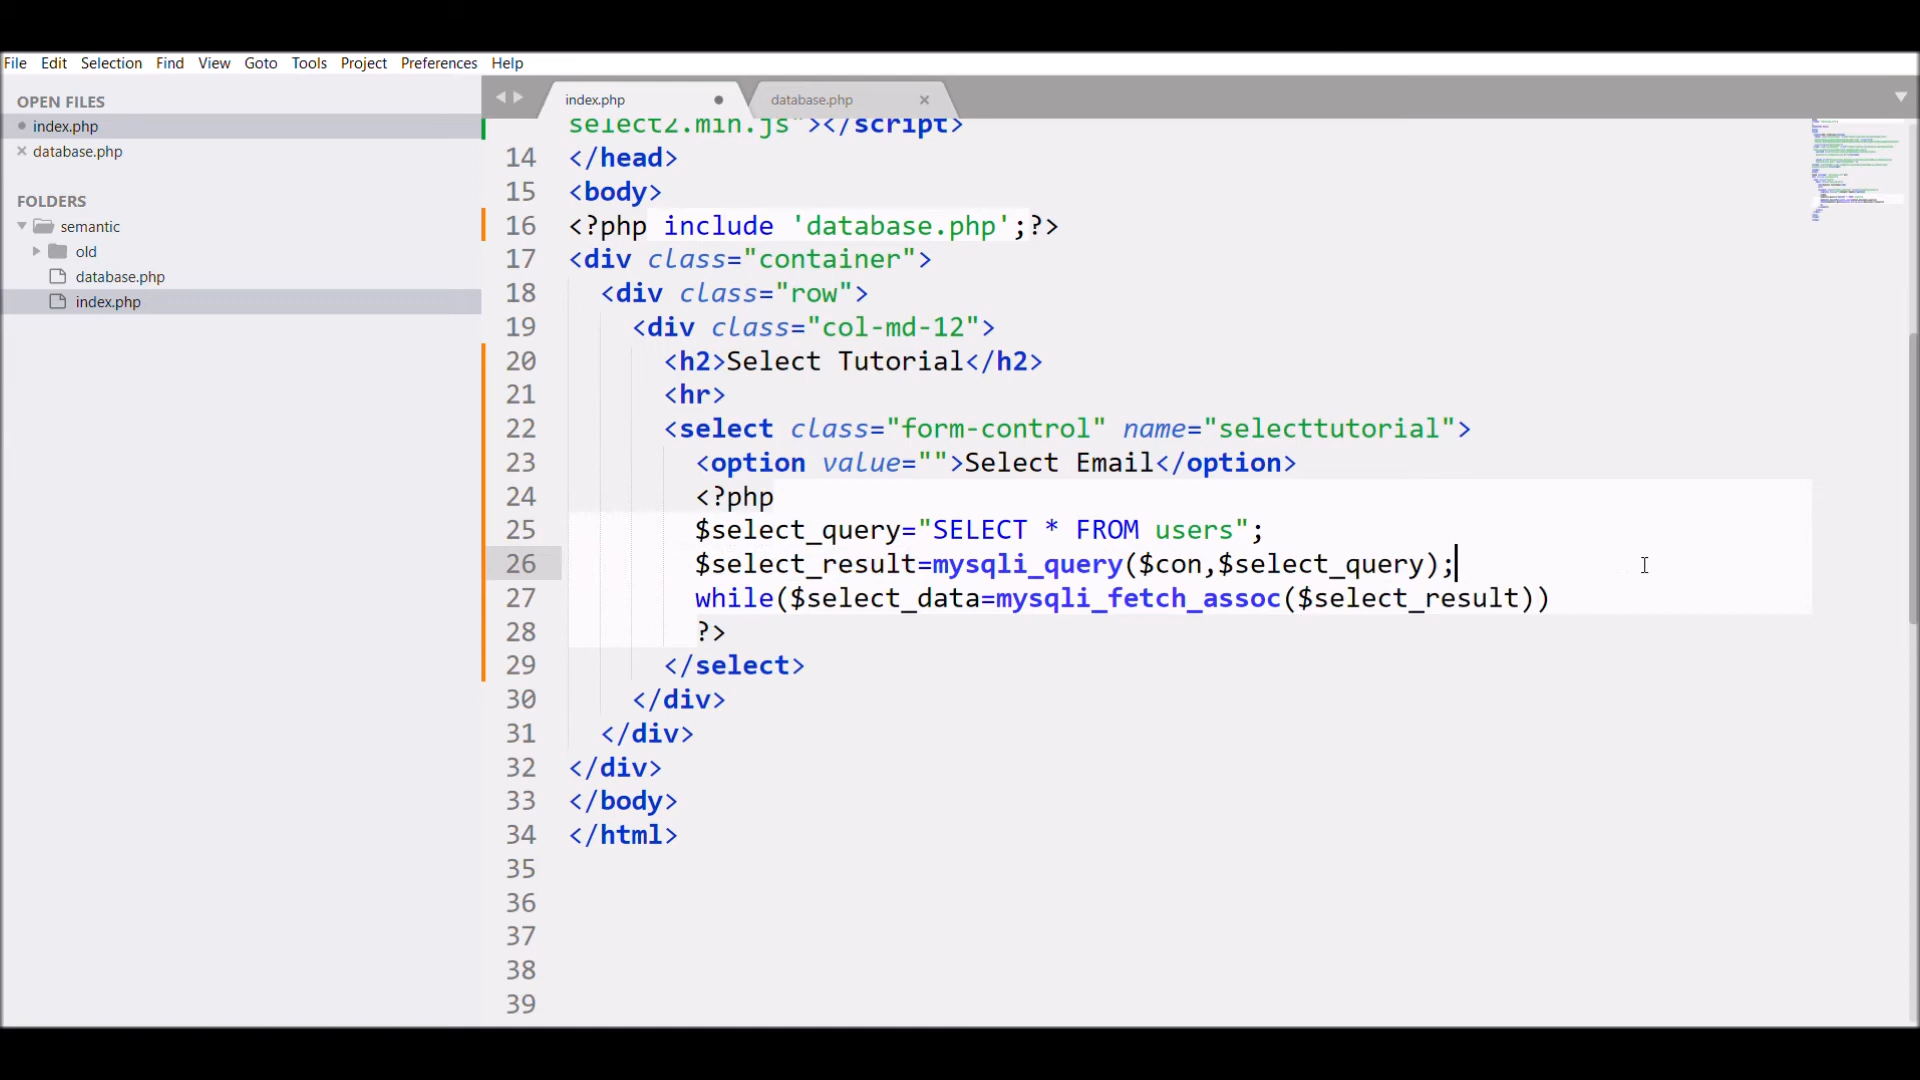 File Edit Selection Find View Goto Tools Project Preferences Help
OPEN FILES
index.php
database.php
FOLDERS
semantic
old
database.php
index.php
index.php database.php
select2.min.js"></script>
14 </head>
15 <body>
16 <?php include 'database.php';?>
17 <div class="container">
18 <div class="row">
19 <div class="col-md-12">
20 <h2>Select Tutorial</h2>
21 <hr>
22 <select class="form-control" name="selecttutorial">
23 <option value="">Select Email</option>
24 <?php
25 $select_query="SELECT * FROM users";
26 $select_result=mysqli_query($con,$select_query);
27 while($select_data=mysqli_fetch_assoc($select_result))
28 ?>
29 </select>
30 </div>
31 </div>
32 </div>
33 </body>
34 </html>
35
36
37
38
39